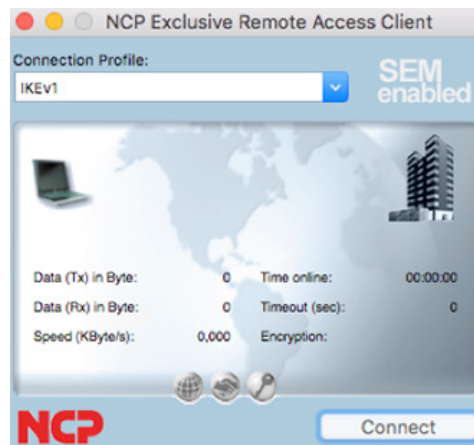 NCP Exclusive Remote Access Client
Connection Profile:
IKEv1
SEM
enabled
Data (Tx) in Byte: 0 Time online: 00:00:00
Data (Rx) in Byte: 0 Timeout (sec): 0
Speed (KByte/s): 0,000 Encryption:
NCP
Connect